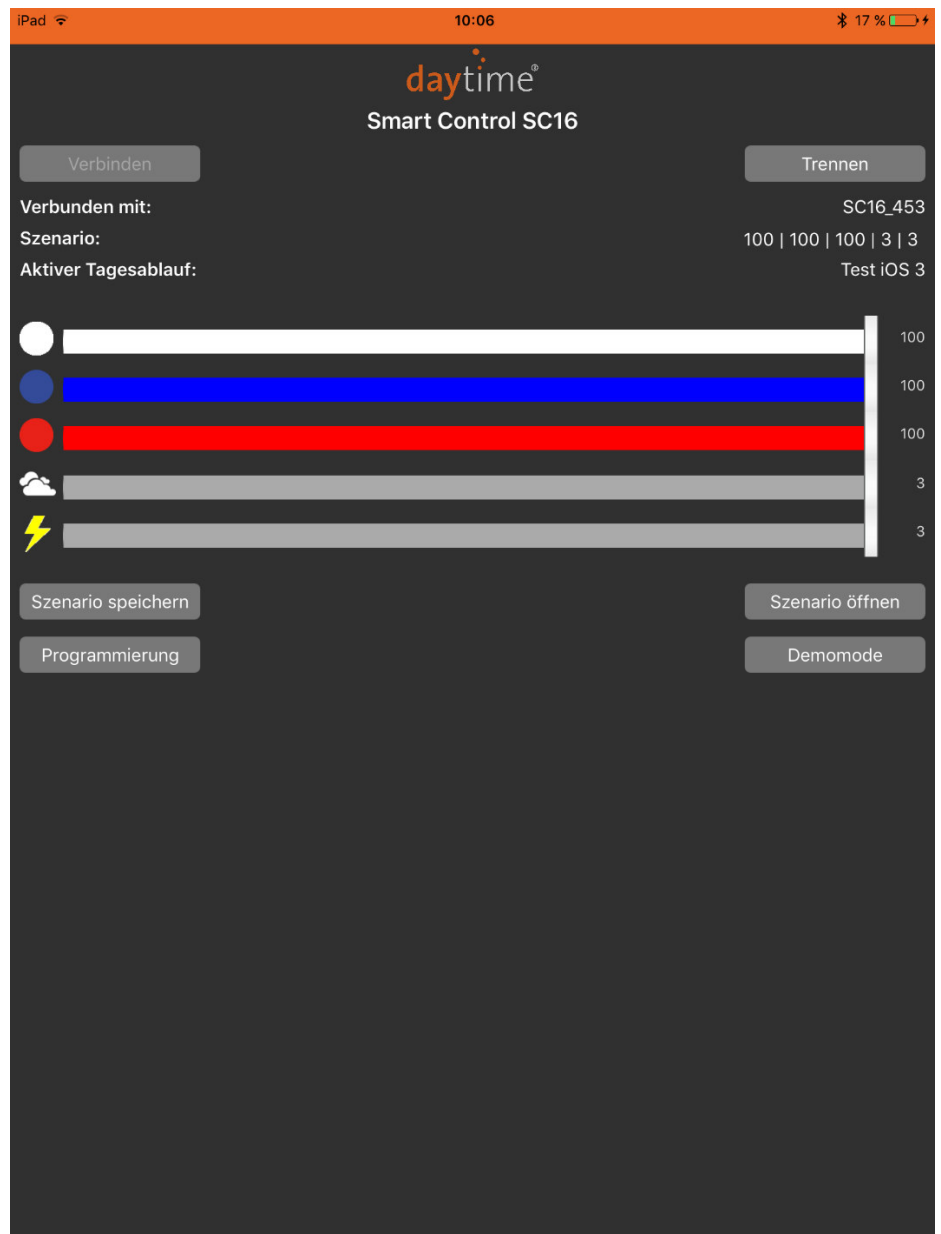 iPad 10:06 17 %
daytime®
Smart Control SC16
Verbinden Trennen
Verbunden mit: SC16_453
Szenario: 100 | 100 | 100 | 3 | 3
Aktiver Tagesablauf: Test iOS 3
100
100
100
3
3
Szenario speichern Szenario öffnen
Programmierung Demomode